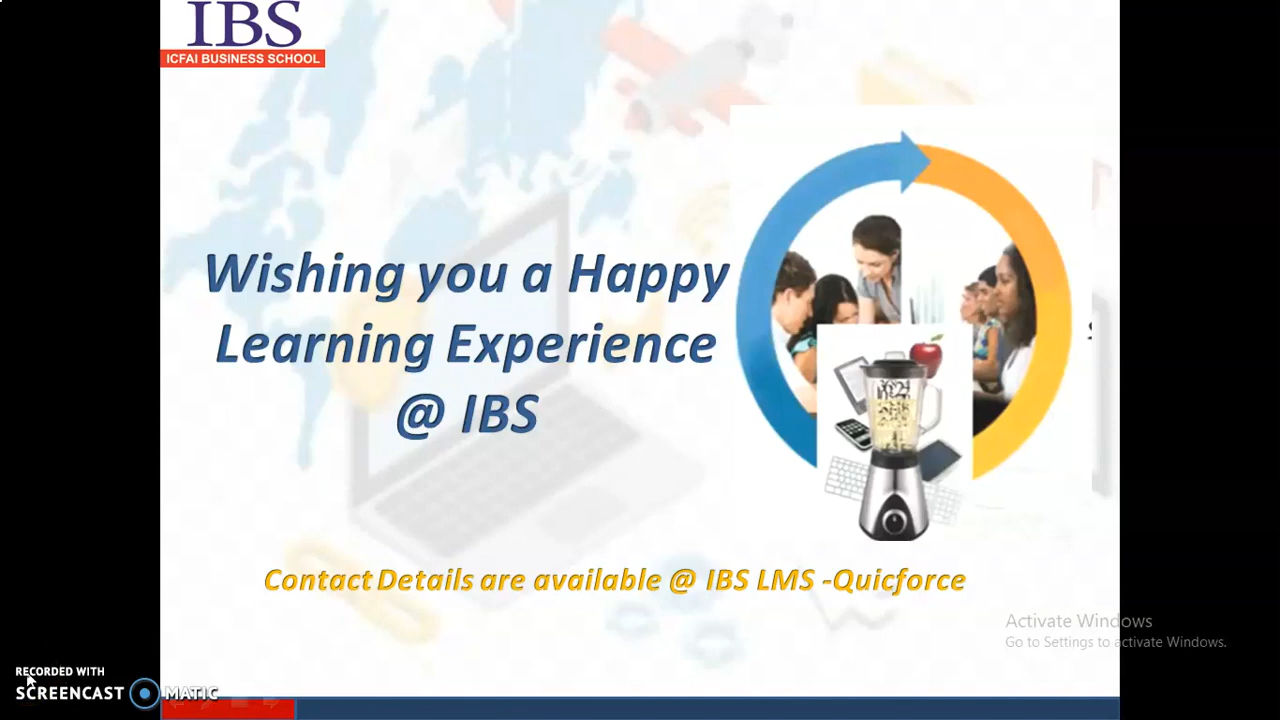 IBS
ICFAI BUSINESS SCHOOL
Wishing you a Happy
Learning Experience
@ IBS
Contact Details are available @ IBS LMS -Quicforce
Activate Windows
Go to Settings to activate Windows.
RECORDED WITH
SCREENCAST MATIC